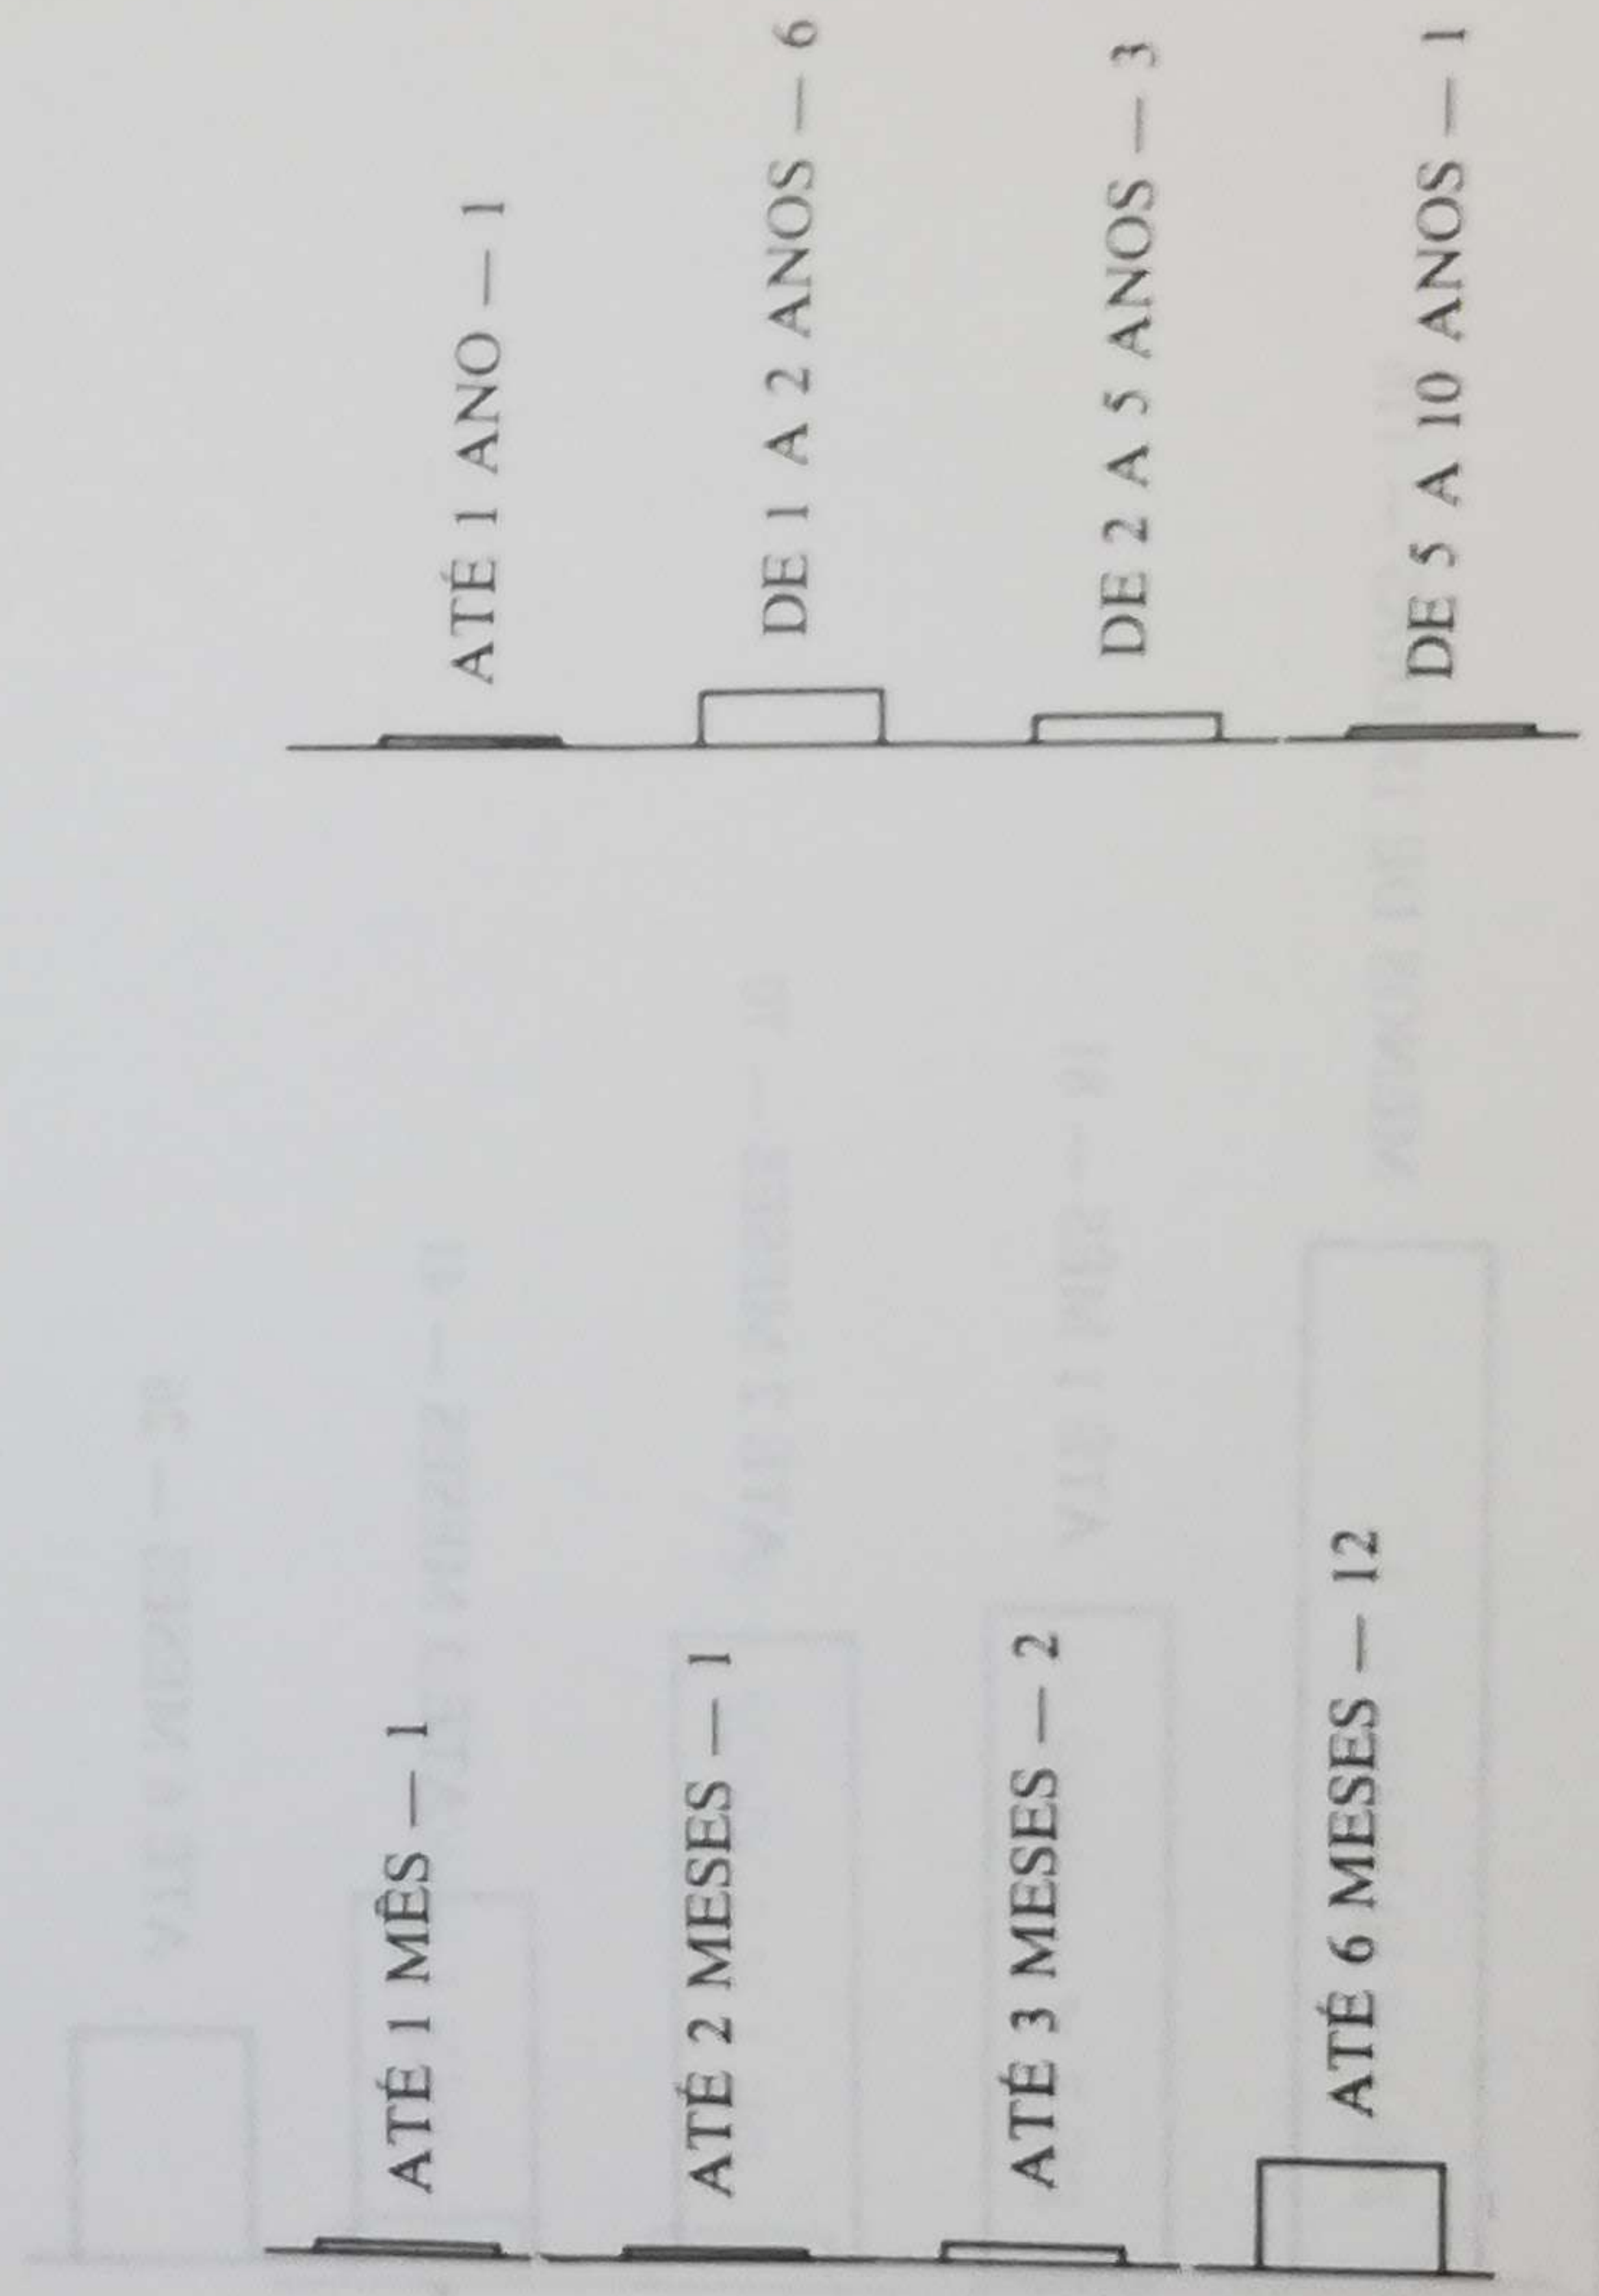 ATÉ 1 MÊS — 1
ATÉ 2 MESES — 1
ATÉ 3 MESES — 2
ATÉ 6 MESES — 12
ATÉ 1 ANO — 1
DE 1 A 2 ANOS — 6
DE 2 A 5 ANOS — 3
DE 5 A 10 ANOS — 1